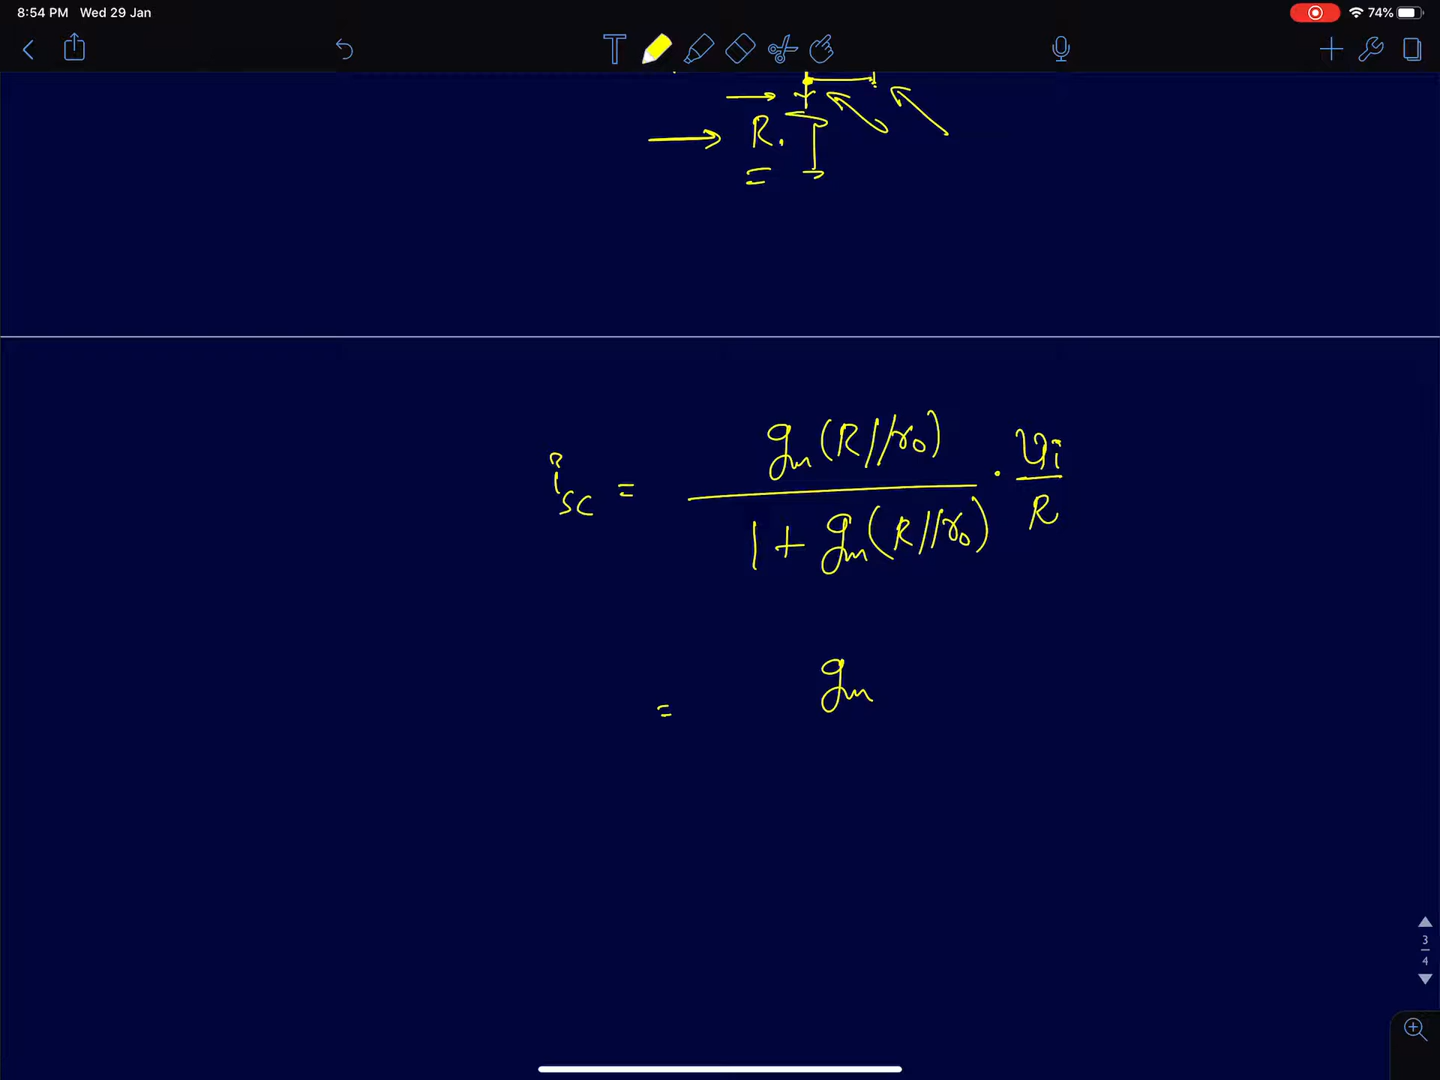 8:54 PM Wed 29 Jan 74%
T
R.
i_sc = g_m (R//r_o) / 1 + g_m (R//r_o) · v_i / R
= g_m
3
4